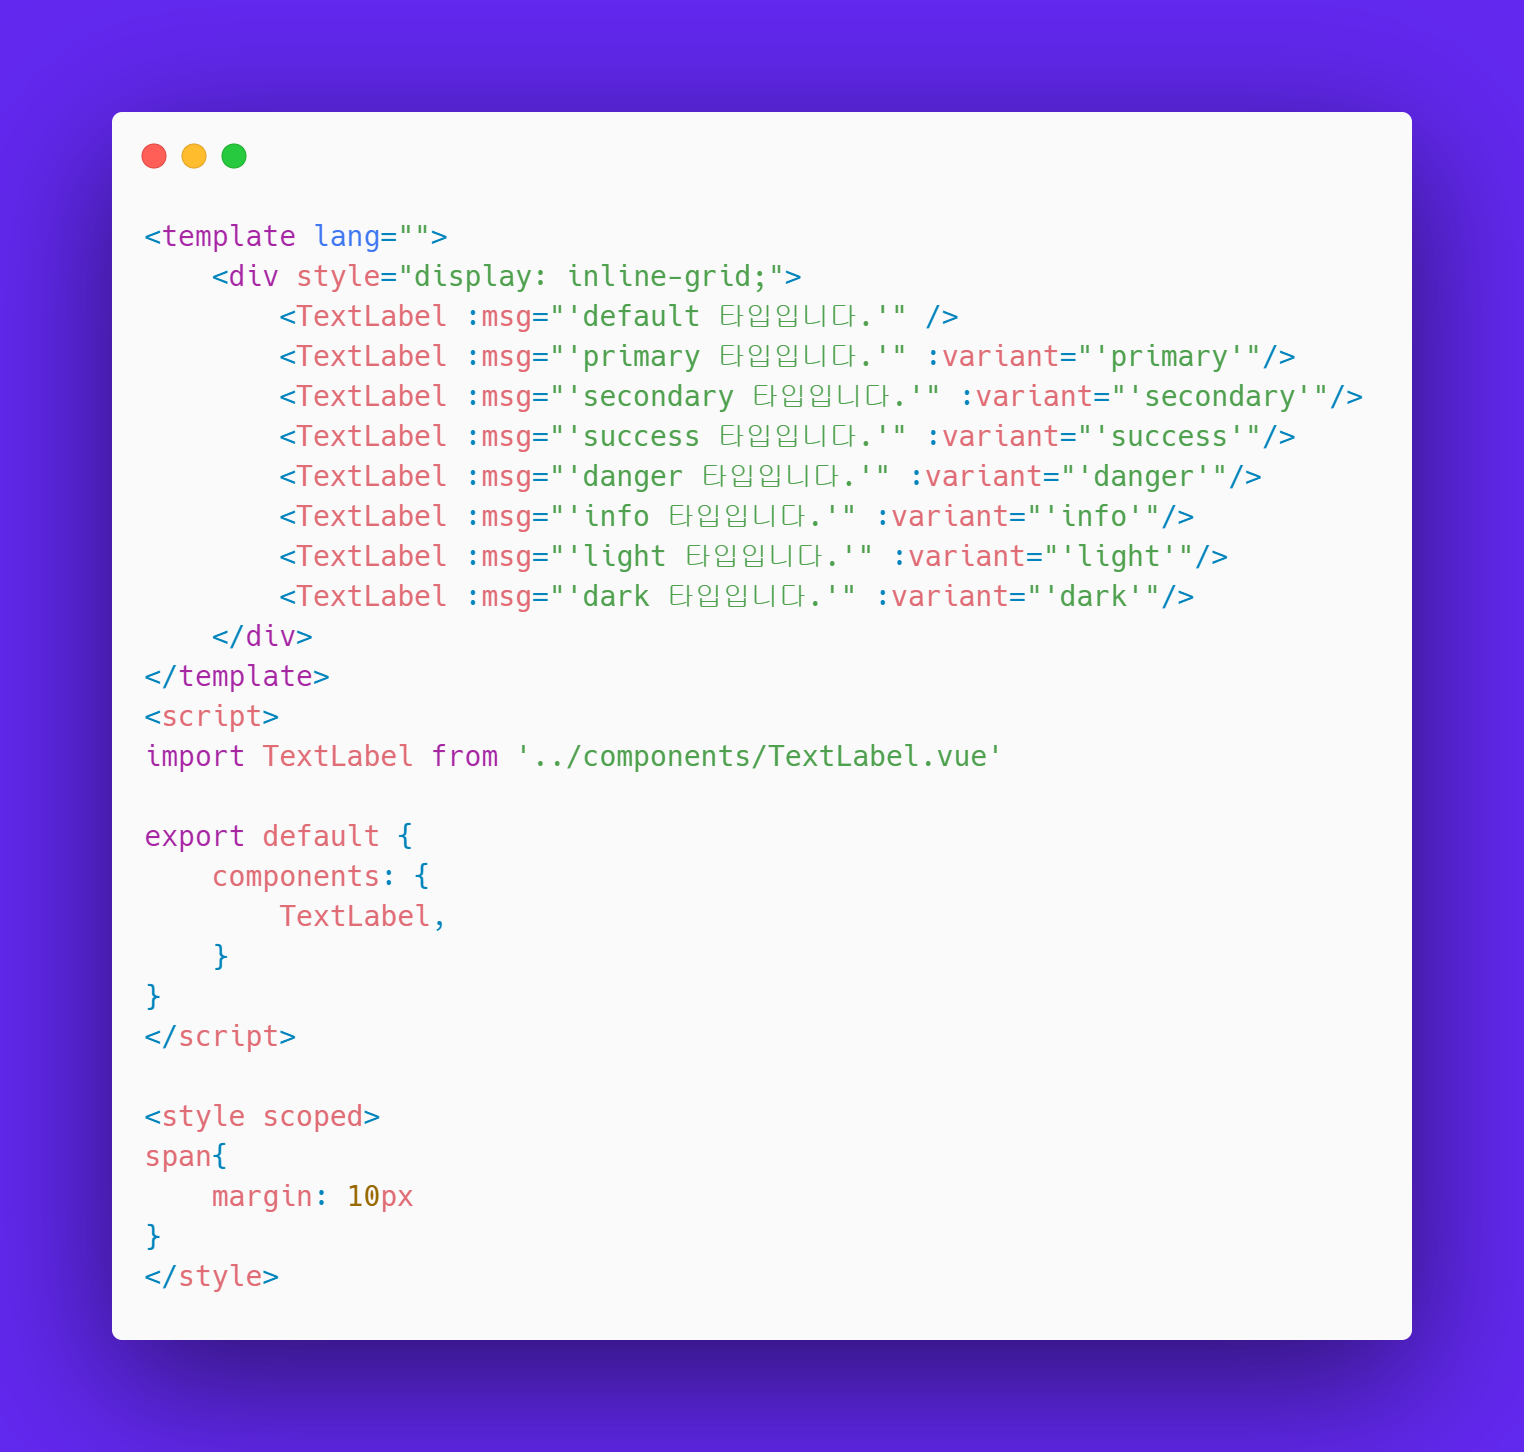 <template lang="">
    <div style="display: inline-grid;">
        <TextLabel :msg="'default 타입입니다.'" />
        <TextLabel :msg="'primary 타입입니다.'" :variant="'primary'"/>
        <TextLabel :msg="'secondary 타입입니다.'" :variant="'secondary'"/>
        <TextLabel :msg="'success 타입입니다.'" :variant="'success'"/>
        <TextLabel :msg="'danger 타입입니다.'" :variant="'danger'"/>
        <TextLabel :msg="'info 타입입니다.'" :variant="'info'"/>
        <TextLabel :msg="'light 타입입니다.'" :variant="'light'"/>
        <TextLabel :msg="'dark 타입입니다.'" :variant="'dark'"/>
    </div>
</template>
<script>
import TextLabel from '../components/TextLabel.vue'

export default {
    components: {
        TextLabel,
    }
}
</script>

<style scoped>
span{
    margin: 10px
}
</style>